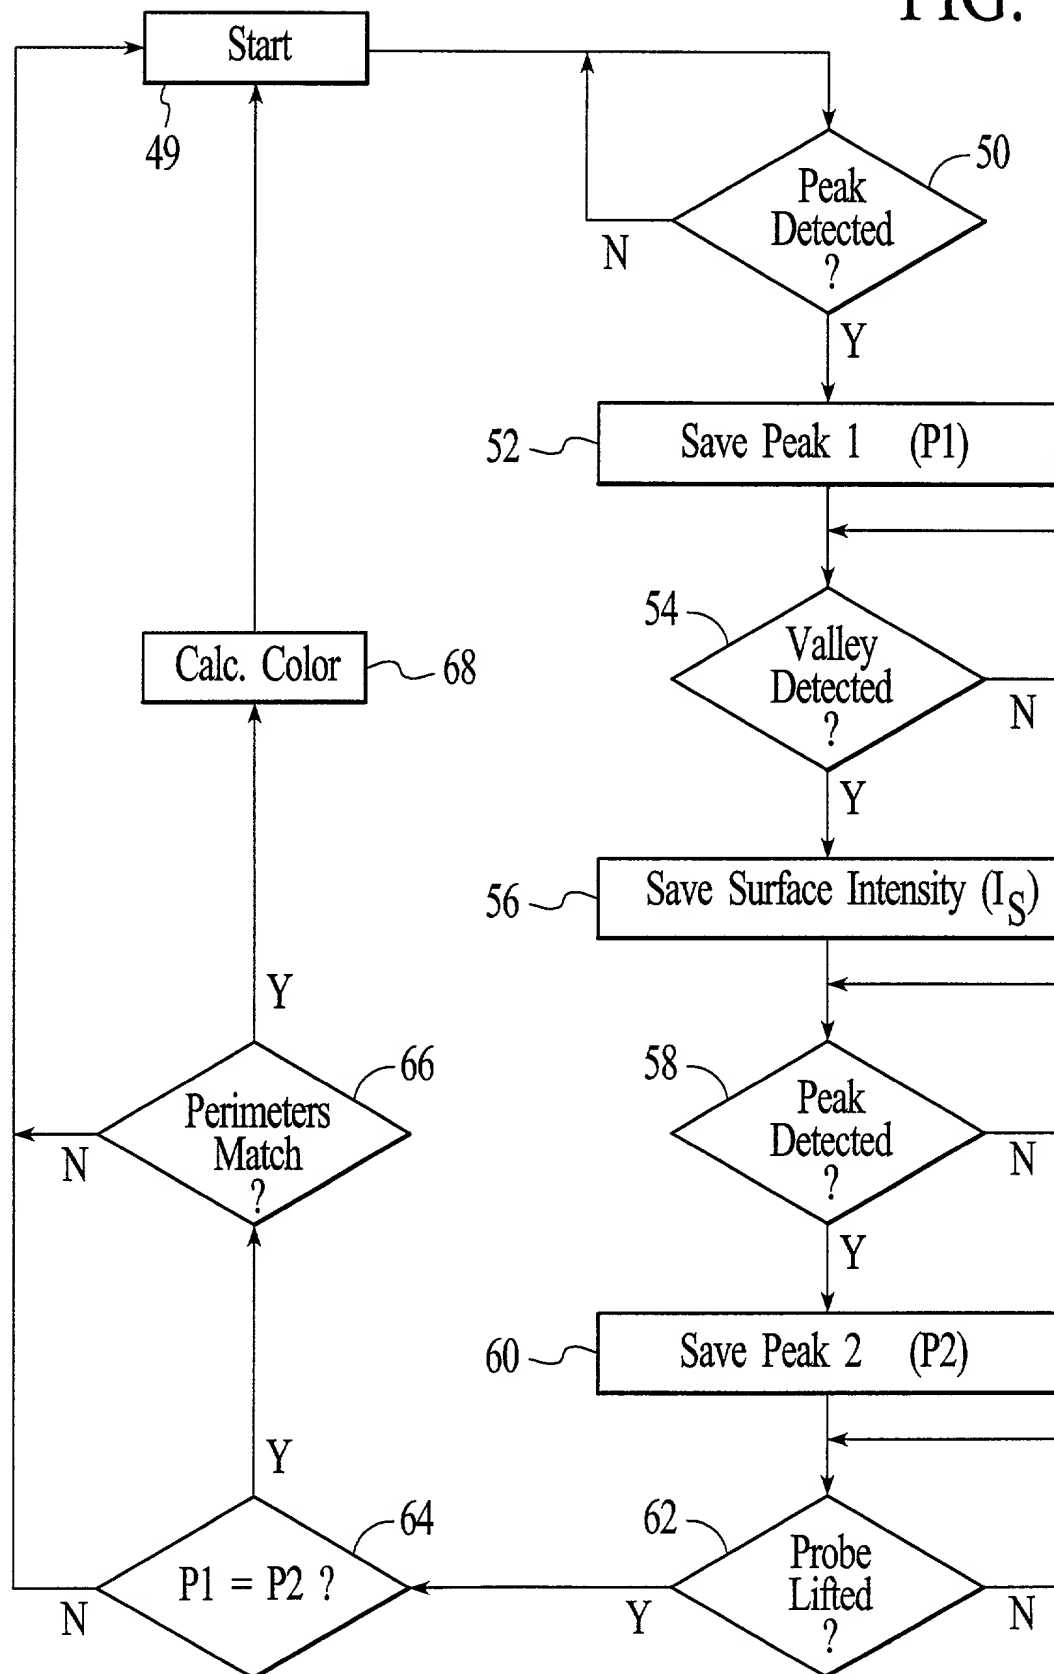 FIG.
Start
49
50
Peak
Detected
?
N
Y
52
Save Peak 1 (P1)
54
Valley
Detected
?
N
Y
56
Save Surface Intensity (IS)
58
Peak
Detected
?
N
Y
60
Save Peak 2 (P2)
62
Probe
Lifted
?
N
Y
64
P1 = P2 ?
N
Y
66
Perimeters
Match
?
N
Y
Calc. Color
68